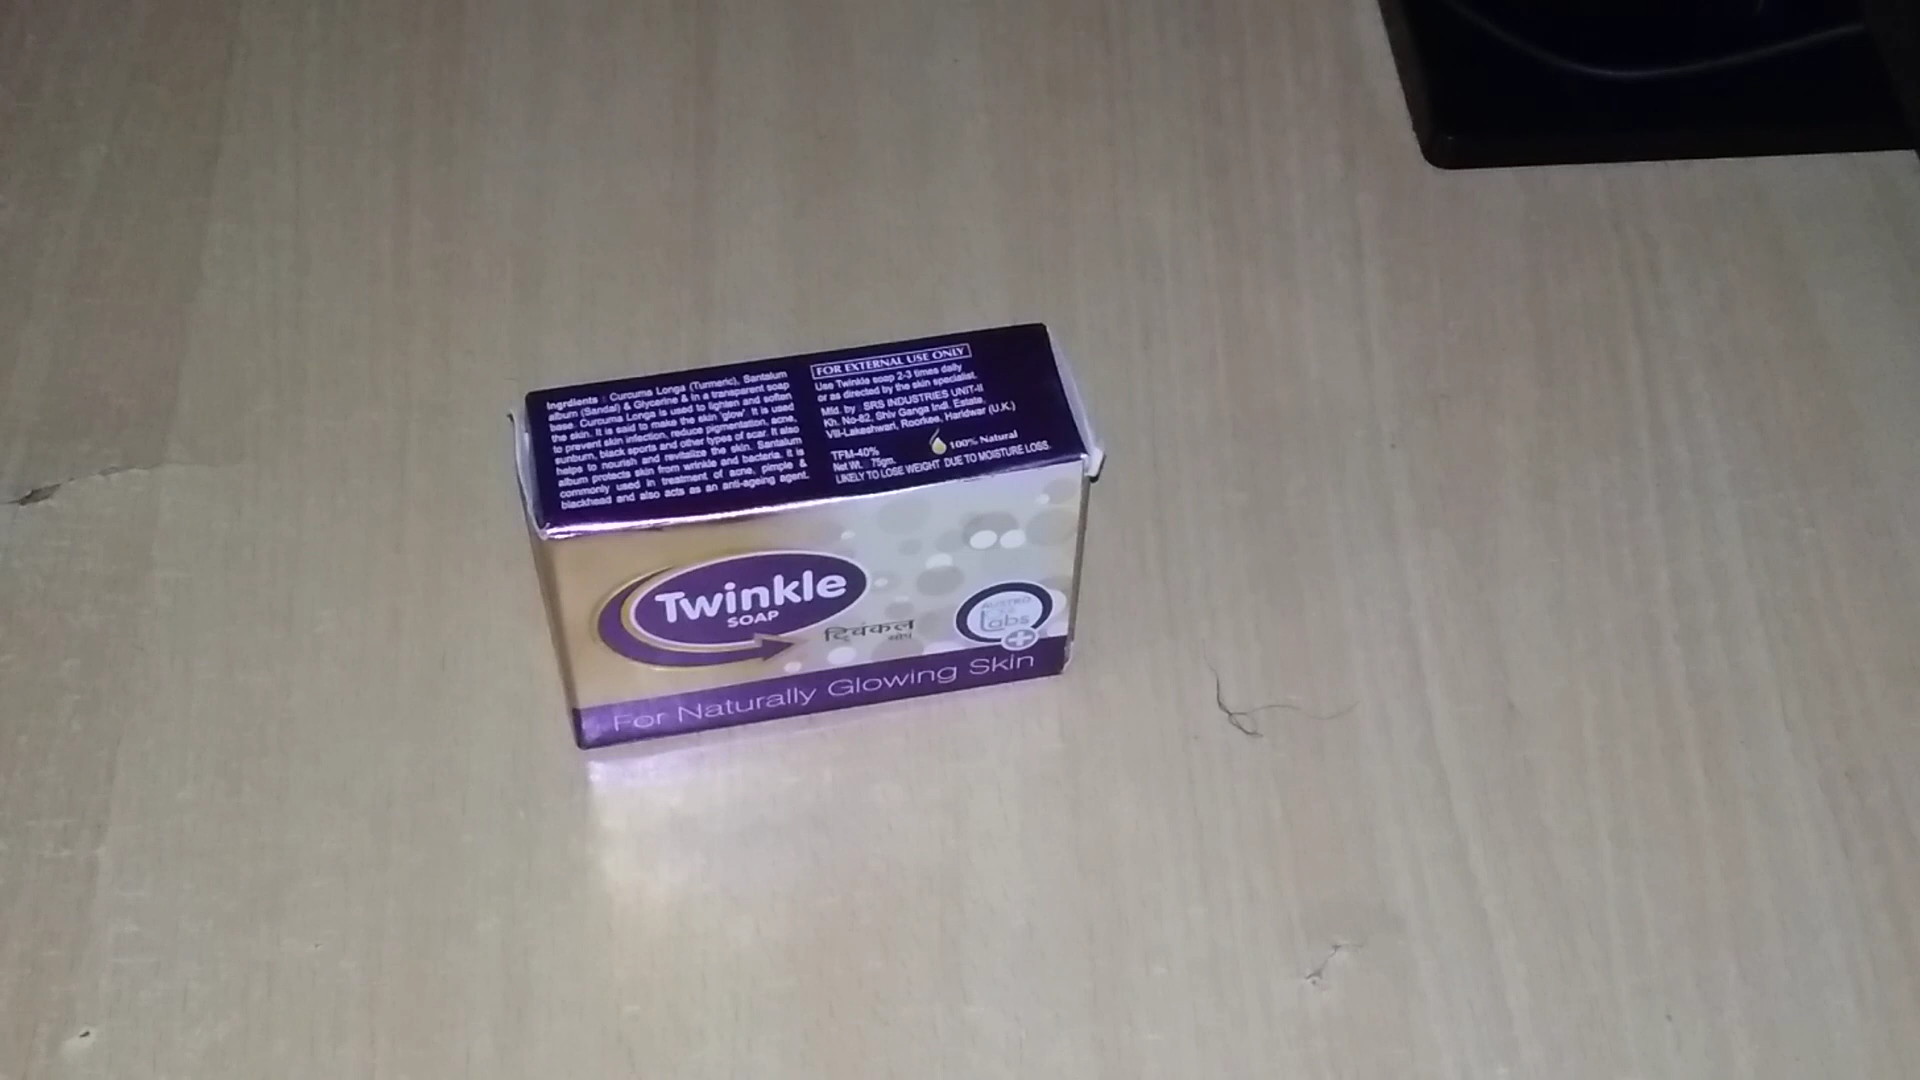 Ingrdients : Curcuma Longa (Turmeric), Santalum
album (Sandal) & Glycerine & in a transparent soap
base. Curcuma Longa is used to lighten and soften
the skin. It is said to make the skin 'glow'. It is used
to prevent skin infection, reduce pigmentation, acne,
sunburn, black sports and other types of scar. It also
helps to nourish and revitalize the skin. Santalum
album protects skin from wrinkle and bacteria. It is
commonly used in treatment of acne, pimple &
blackhead and also acts as an anti-ageing agent.
FOR EXTERNAL USE ONLY
Use Twinkle soap 2-3 times daily
or as directed by the skin specialist.
Mfd. by : SRS INDUSTRIES UNIT-II
Kh. No-82, Shiv Ganga Indl. Estate,
Vill-Lakeshwari, Roorkee, Haridwar (U.K.)
100% Natural
TFM-40%
Net Wt. 75gm.
LIKELY TO LOSE WEIGHT DUE TO MOISTURE LOSS.
Twinkle
SOAP
ट्विंकल
सोप
AUSTRO
Labs
For Naturally Glowing Skin